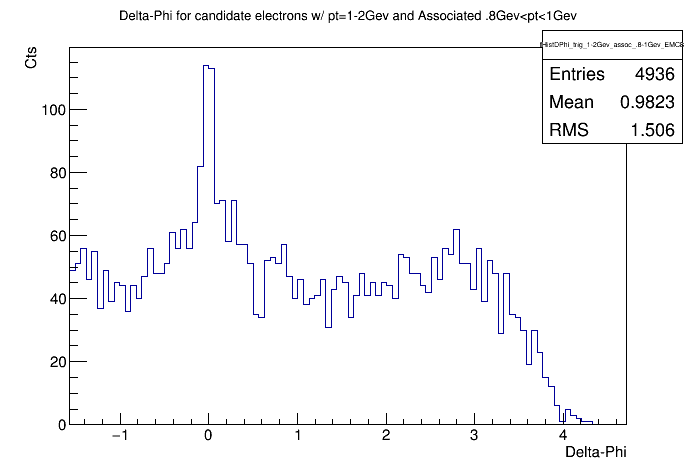 Delta-Phi for candidate electrons w/ pt=1-2Gev and Associated .8Gev<pt<1Gev
Cts
HistDPhi_trig_1-2Gev_assoc_.8-1Gev_EMC
Entries 4936
Mean 0.9823
RMS 1.506
100
80
60
40
20
0
−1 0 1 2 3 4
Delta-Phi